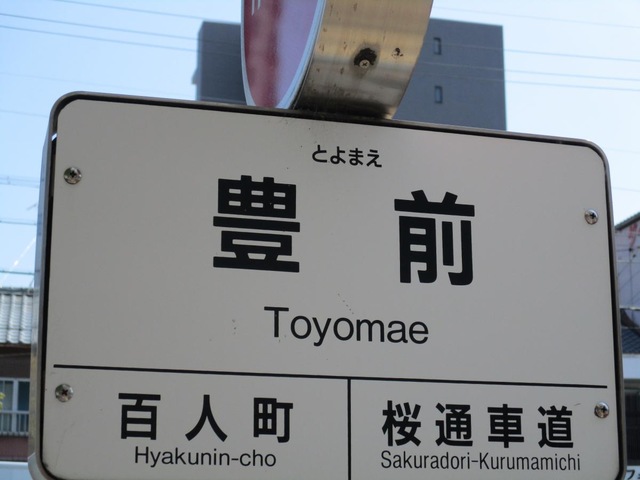 とよまえ
豊前
Toyomae
百人町
Hyakunin-cho
桜通車道
Sakuradori-Kurumamichi